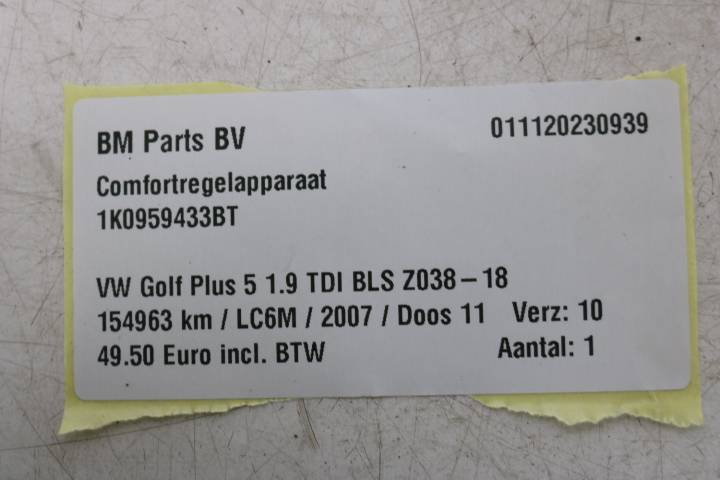 BM Parts BV 011120230939
Comfortregelapparaat
1K0959433BT
VW Golf Plus 5 1.9 TDI BLS Z038-18
154963 km / LC6M / 2007 / Doos 11 Verz: 10
49.50 Euro incl. BTW Aantal: 1